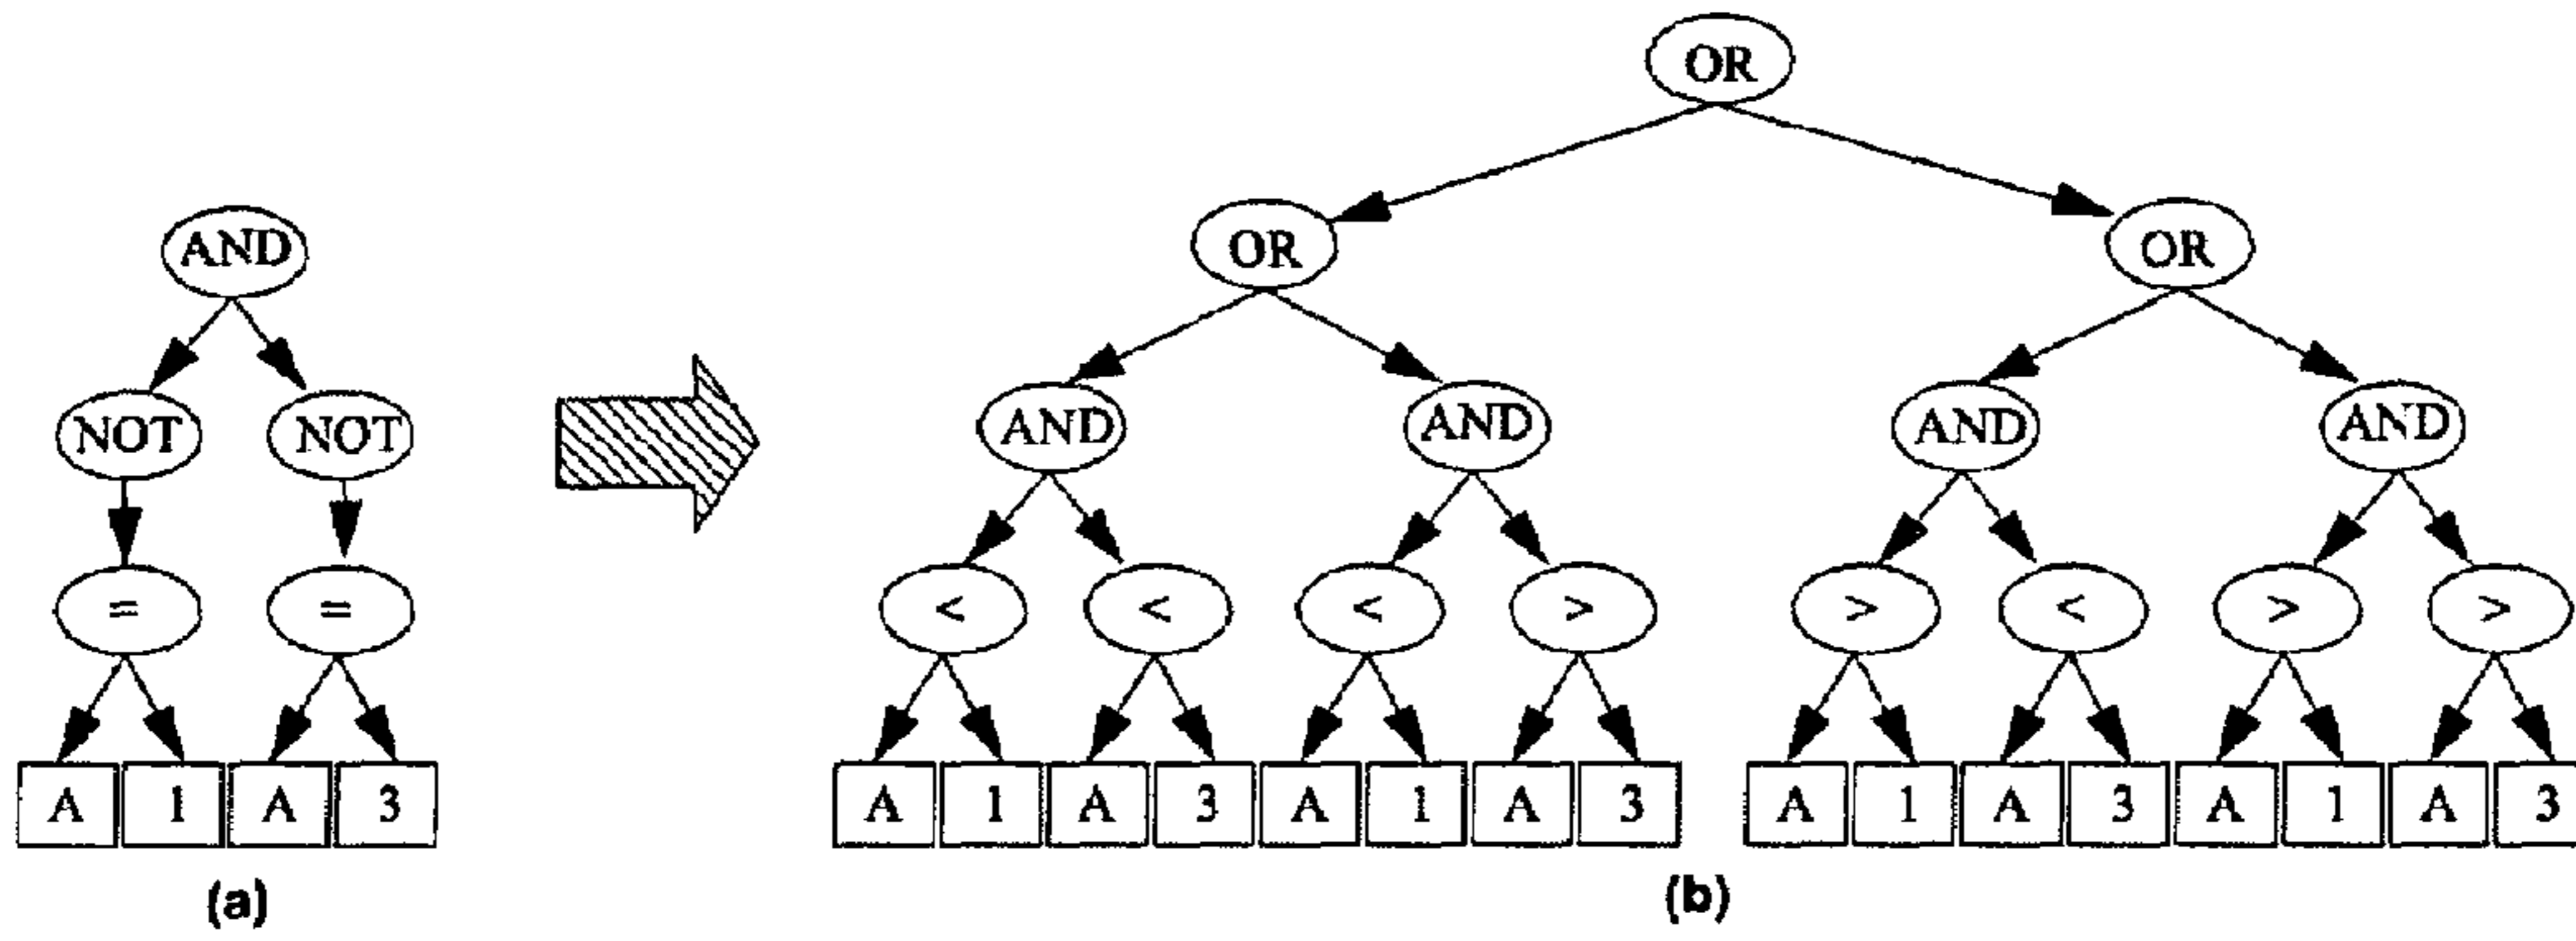 OR
OR OR
AND
AND AND AND AND
NOT NOT
= = < < < > > < > >
A 1 A 3 A 1 A 3 A 1 A 3 A 1 A 3 A 1 A 3
(a) (b)